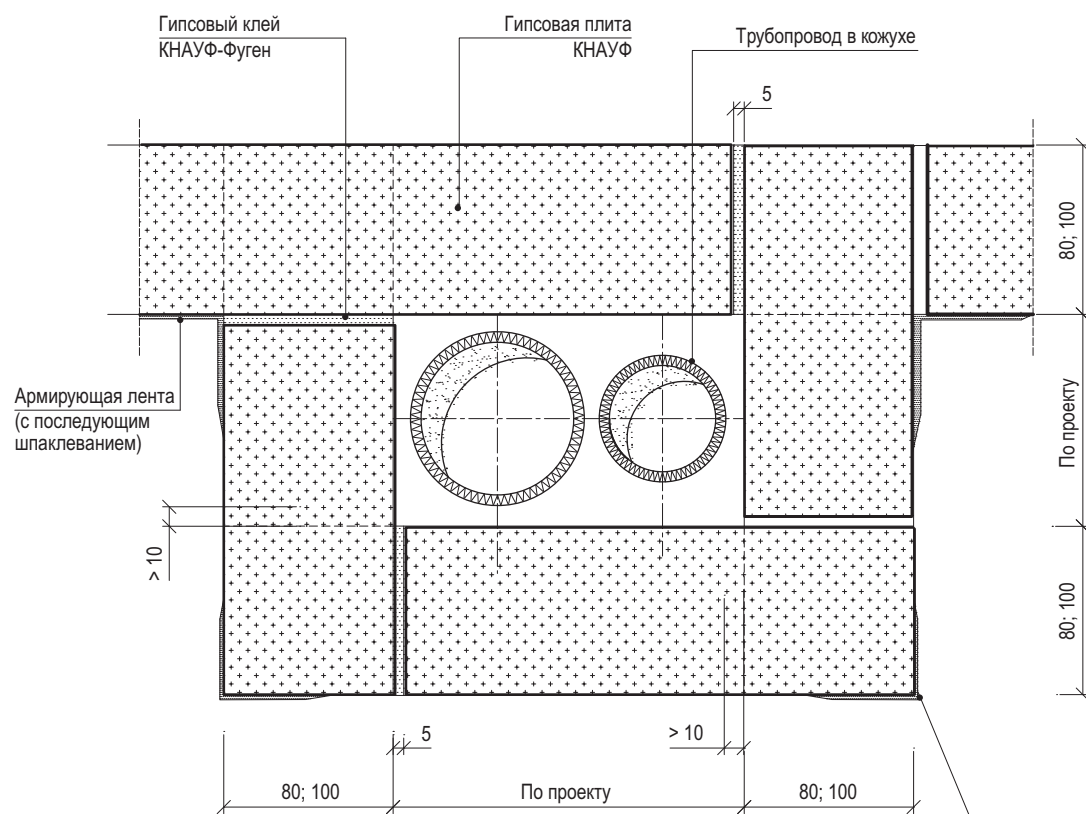 Гипсовый клей
КНАУФ-Фуген
Гипсовая плита
КНАУФ
Трубопровод в кожухе
5
80; 100
Армирующая лента
(с последующим
шпаклеванием)
По проекту
> 10
80; 100
5
> 10
80; 100
По проекту
80; 100